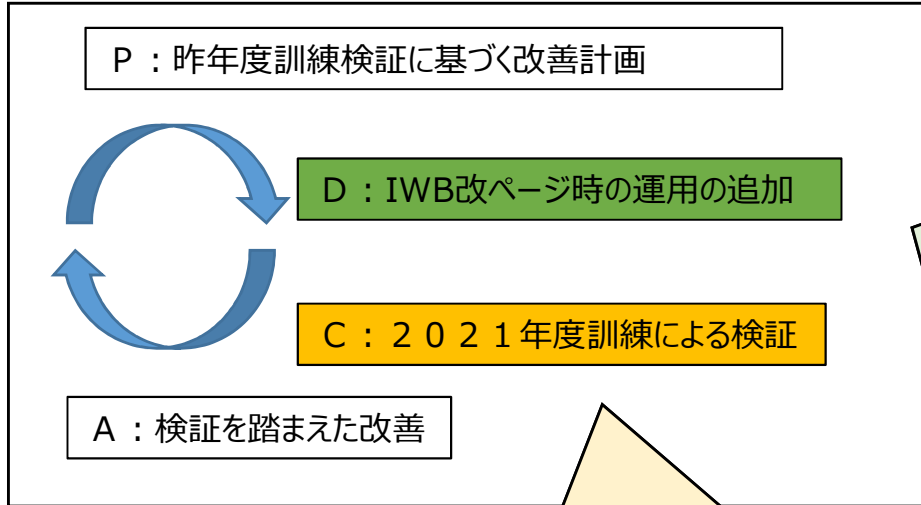 P：昨年度訓練検証に基づく改善計画
D：IWB改ページ時の運用の追加
C：２０２１年度訓練による検証
A：検証を踏まえた改善